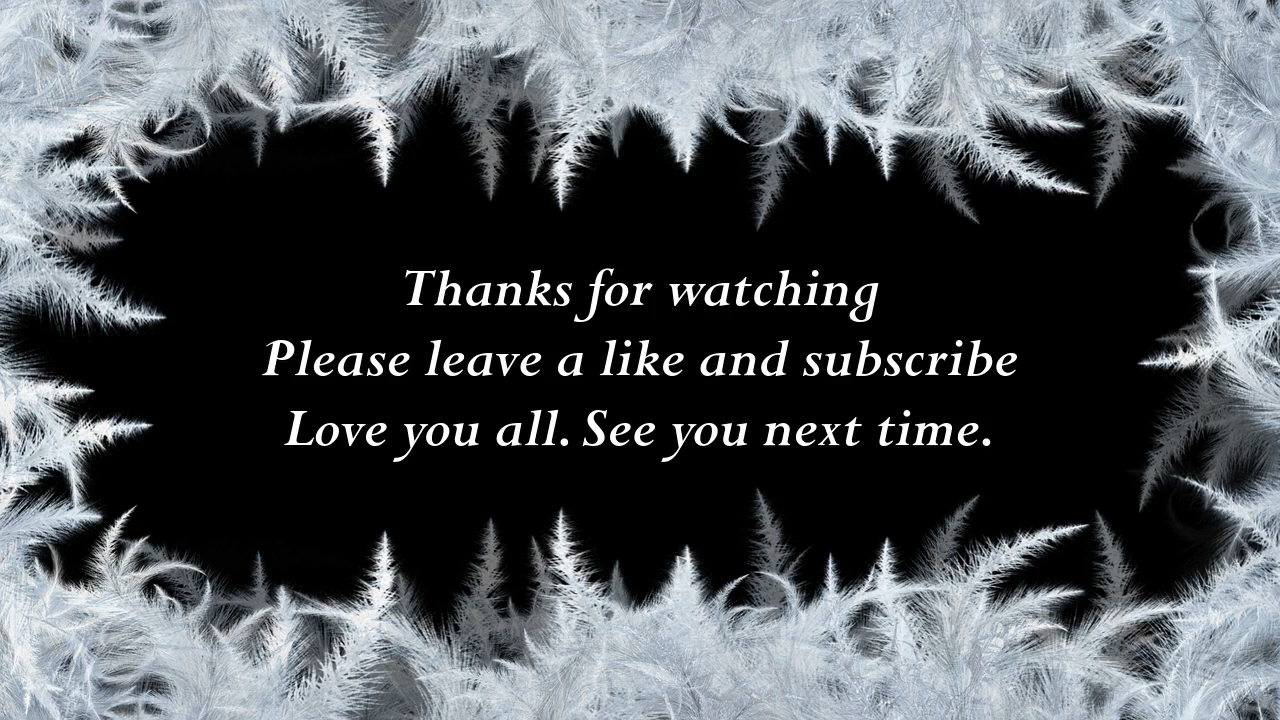 Thanks for watching
Please leave a like and subscribe
Love you all. See you next time.